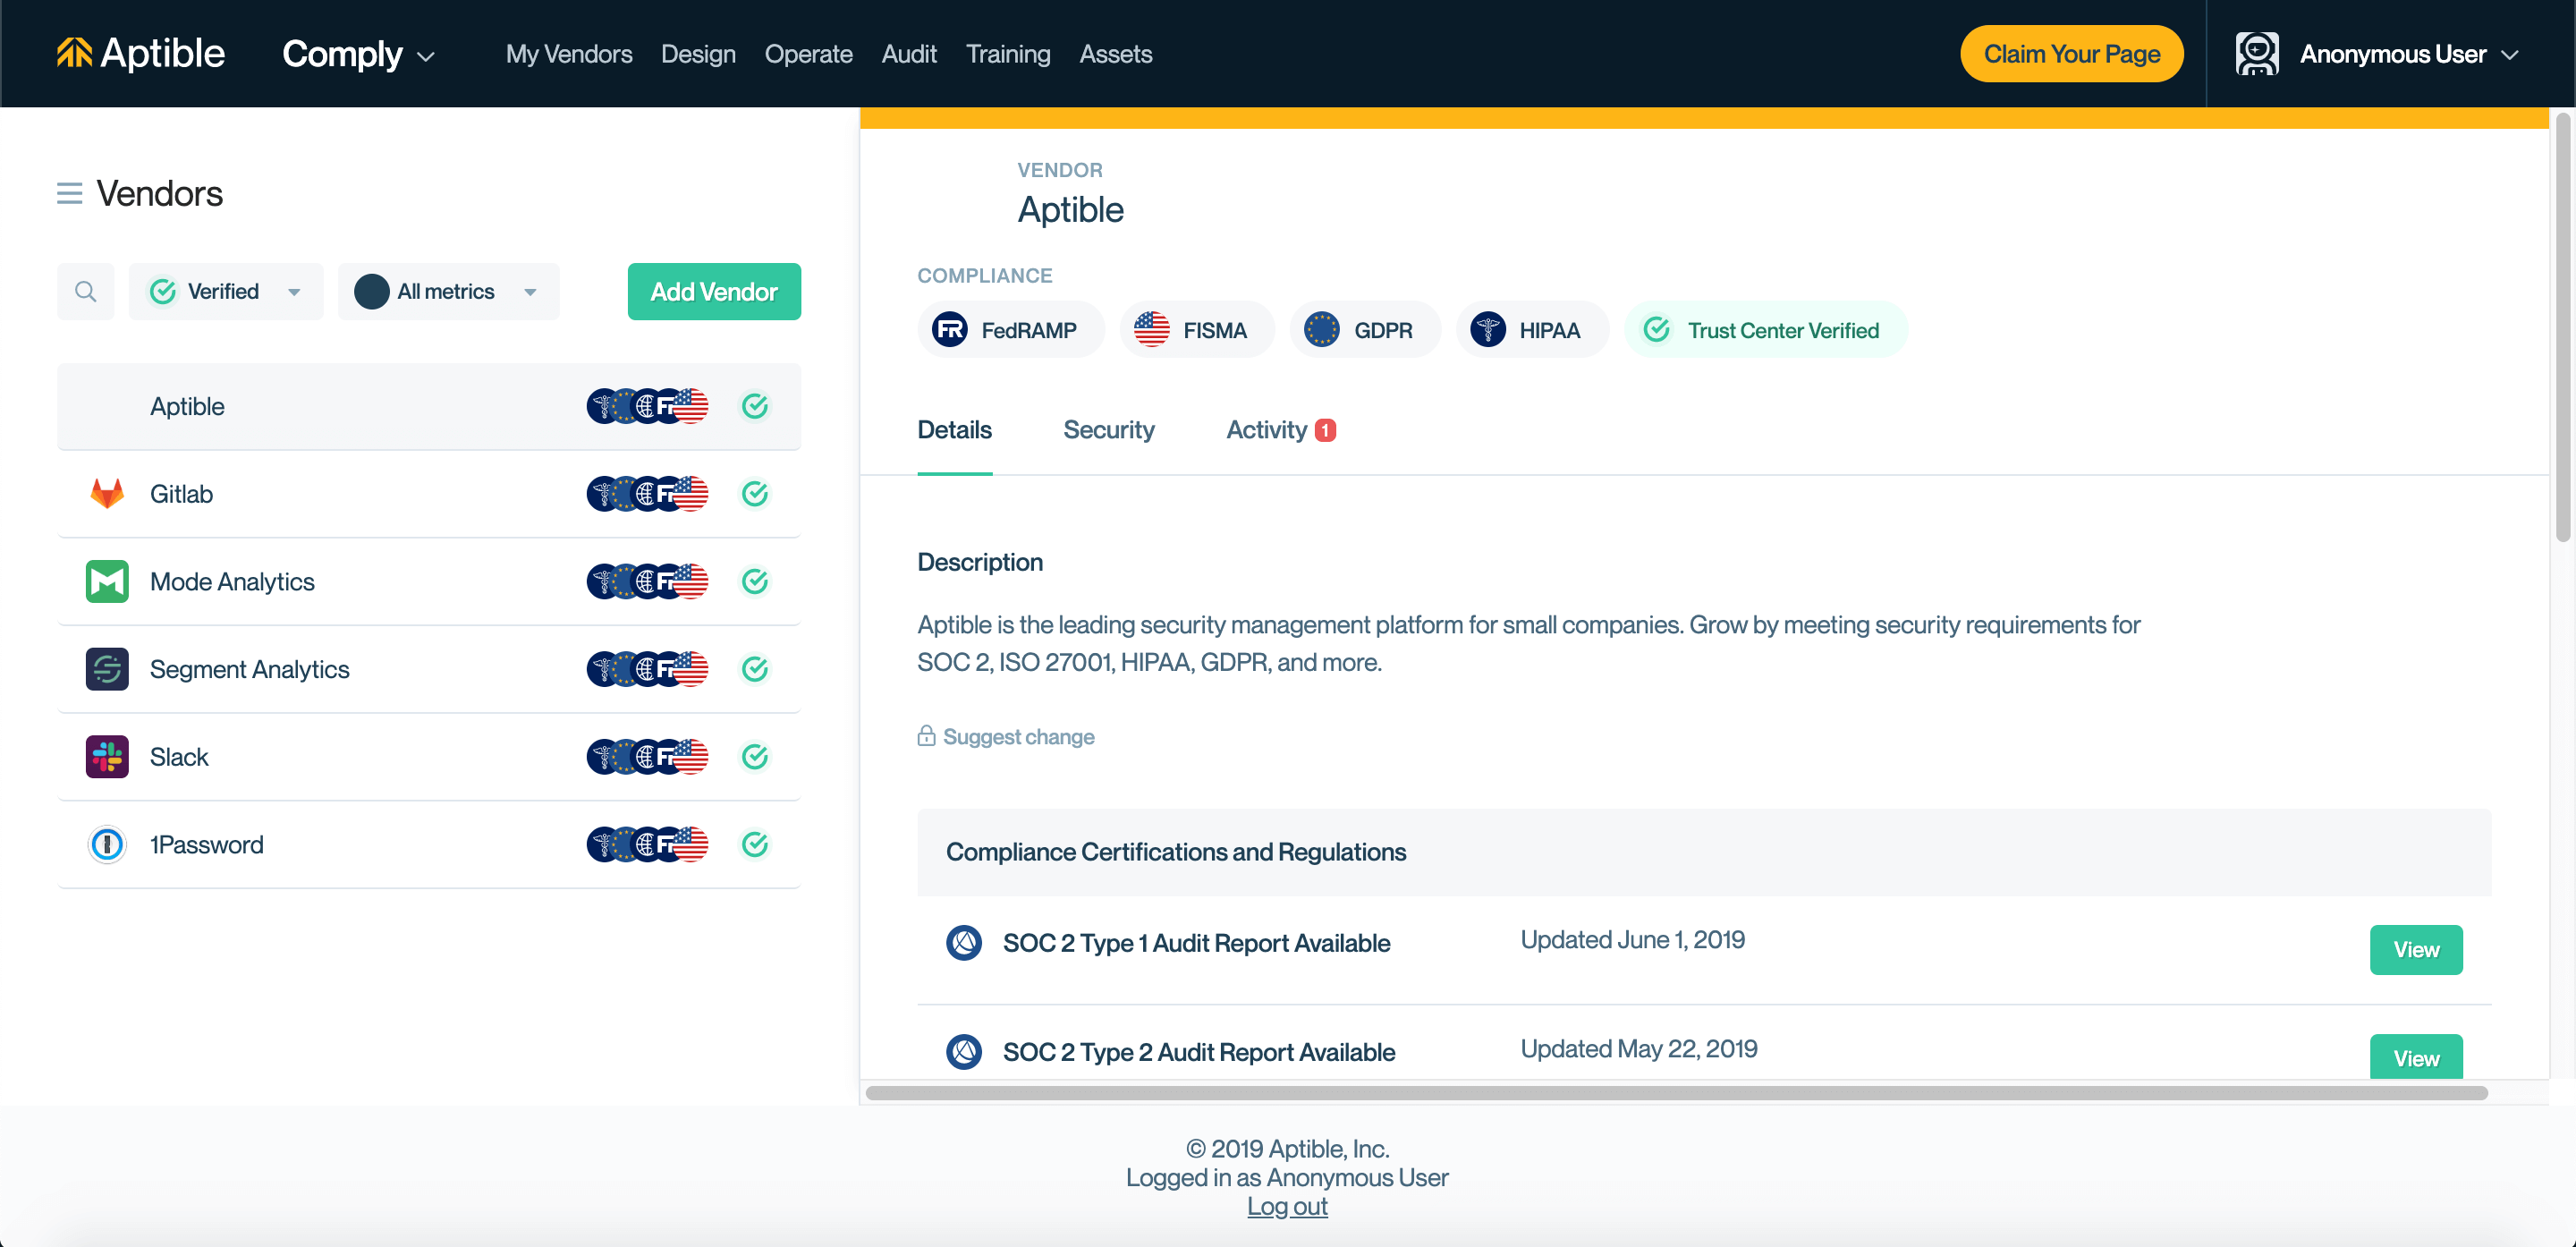 Aptible
Comply
My Vendors Design Operate Audit Training Assets
Claim Your Page
Anonymous User
Vendors
Verified
All metrics
Add Vendor
Aptible
Gitlab
Mode Analytics
Segment Analytics
Slack
1Password
VENDOR
Aptible
COMPLIANCE
FR FedRAMP
FISMA
GDPR
HIPAA
Trust Center Verified
Details
Security
Activity 1
Description
Aptible is the leading security management platform for small companies. Grow by meeting security requirements for
SOC 2, ISO 27001, HIPAA, GDPR, and more.
Suggest change
Compliance Certifications and Regulations
SOC 2 Type 1 Audit Report Available Updated June 1, 2019 View
SOC 2 Type 2 Audit Report Available Updated May 22, 2019 View
© 2019 Aptible, Inc.
Logged in as Anonymous User
Log out